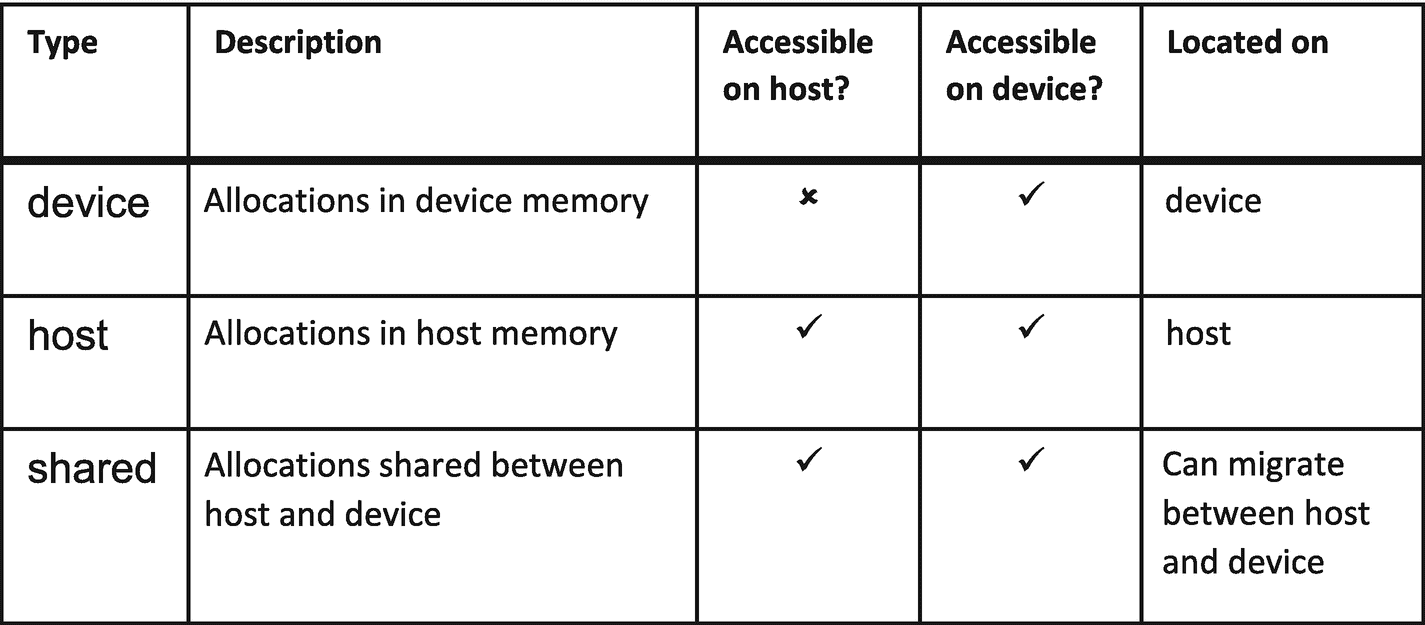 Type Description Accessible on host? Accessible on device? Located on
device Allocations in device memory ✘ ✓ device
host Allocations in host memory ✓ ✓ host
shared Allocations shared between host and device ✓ ✓ Can migrate between host and device